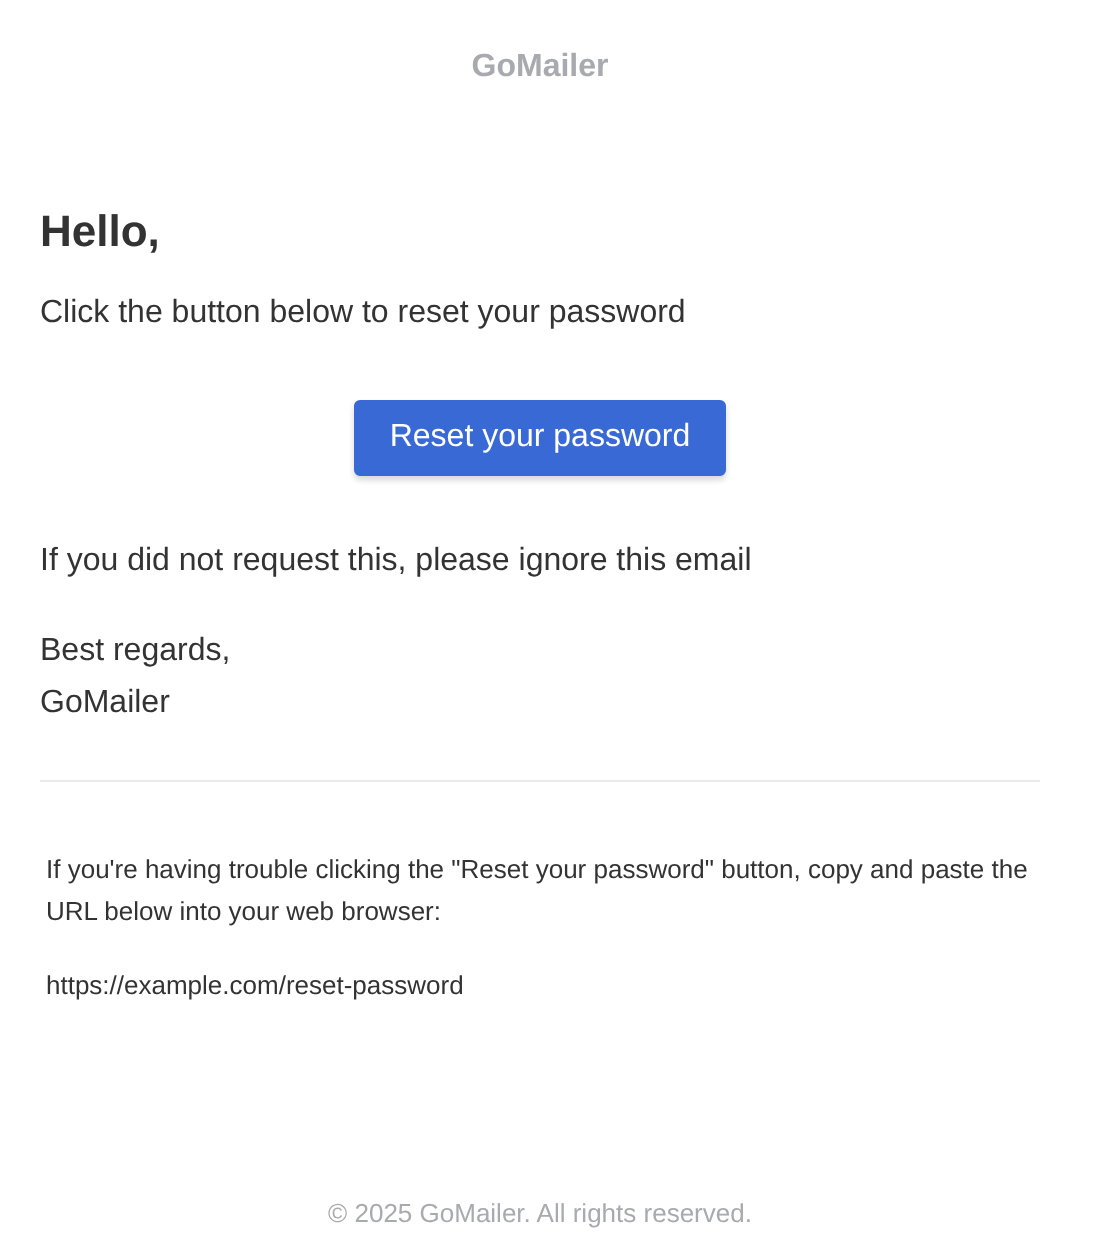 GoMailer
Hello,
Click the button below to reset your password
Reset your password
If you did not request this, please ignore this email
Best regards,
GoMailer
If you're having trouble clicking the "Reset your password" button, copy and paste the
URL below into your web browser:
https://example.com/reset-password
© 2025 GoMailer. All rights reserved.